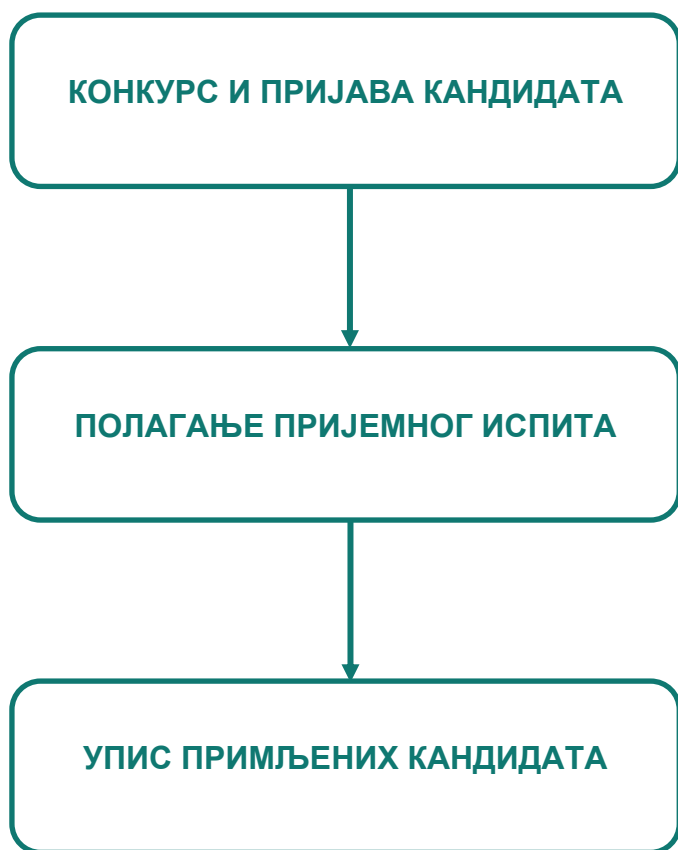 КОНКУРС И ПРИЈАВА КАНДИДАТА
ПОЛАГАЊЕ ПРИЈЕМНОГ ИСПИТА
УПИС ПРИМЉЕНИХ КАНДИДАТА